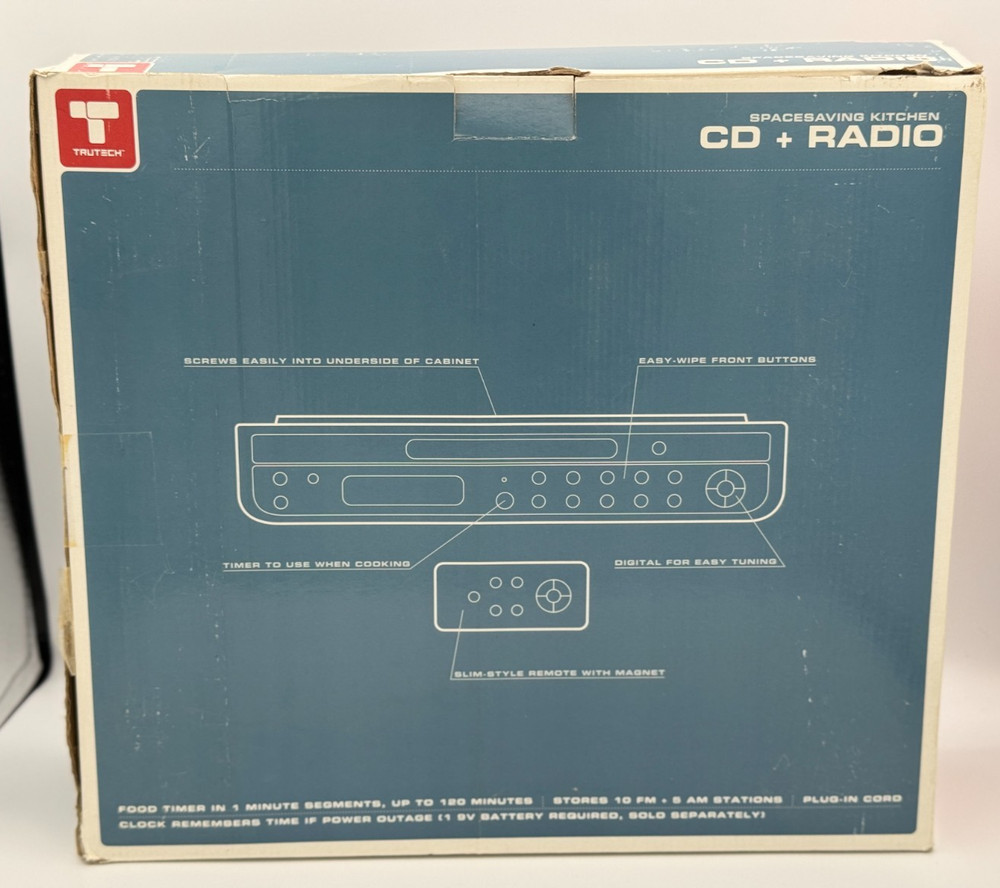 CD + RADIO
TRUTECH™
SPACESAVING KITCHEN
CD + RADIO
SCREWS EASILY INTO UNDERSIDE OF CABINET
EASY-WIPE FRONT BUTTONS
TIMER TO USE WHEN COOKING
DIGITAL FOR EASY TUNING
SLIM-STYLE REMOTE WITH MAGNET
FOOD TIMER IN 1 MINUTE SEGMENTS, UP TO 120 MINUTES | STORES 10 FM + 5 AM STATIONS | PLUG-IN CORD
CLOCK REMEMBERS TIME IF POWER OUTAGE (1 9V BATTERY REQUIRED, SOLD SEPARATELY)